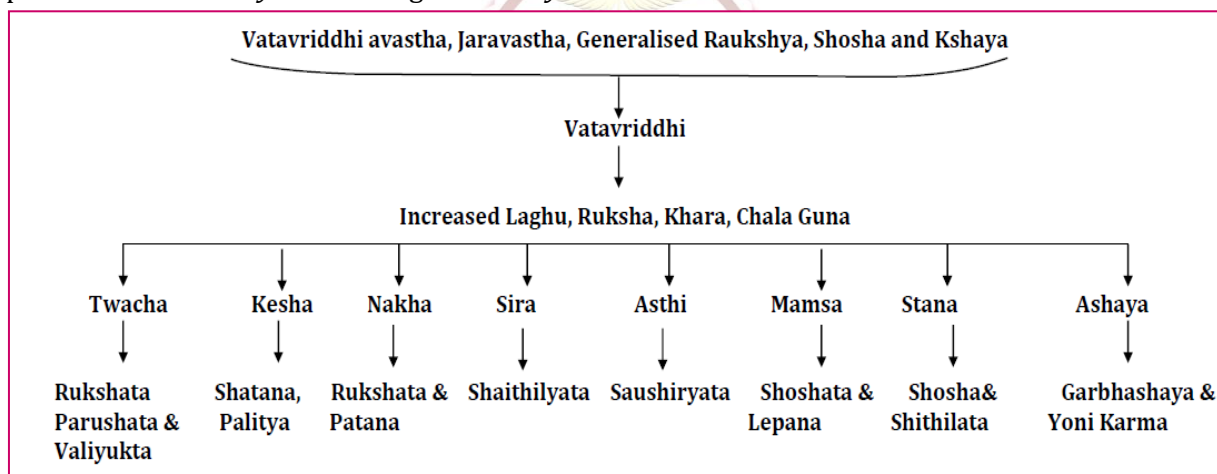 Vatavriddhi avastha, Jaravastha, Generalised Raukshya, Shosha and Kshaya
Vatavriddhi
Increased Laghu, Ruksha, Khara, Chala Guna
Twacha Kesha Nakha Sira Asthi Mamsa Stana Ashaya
Rukshata Shatana, Rukshata & Shaithilyata Saushiryata Shoshata & Shosha& Garbhashaya &
Parushata & Palitya Patana Lepana Shithilata Yoni Karma
Valiyukta